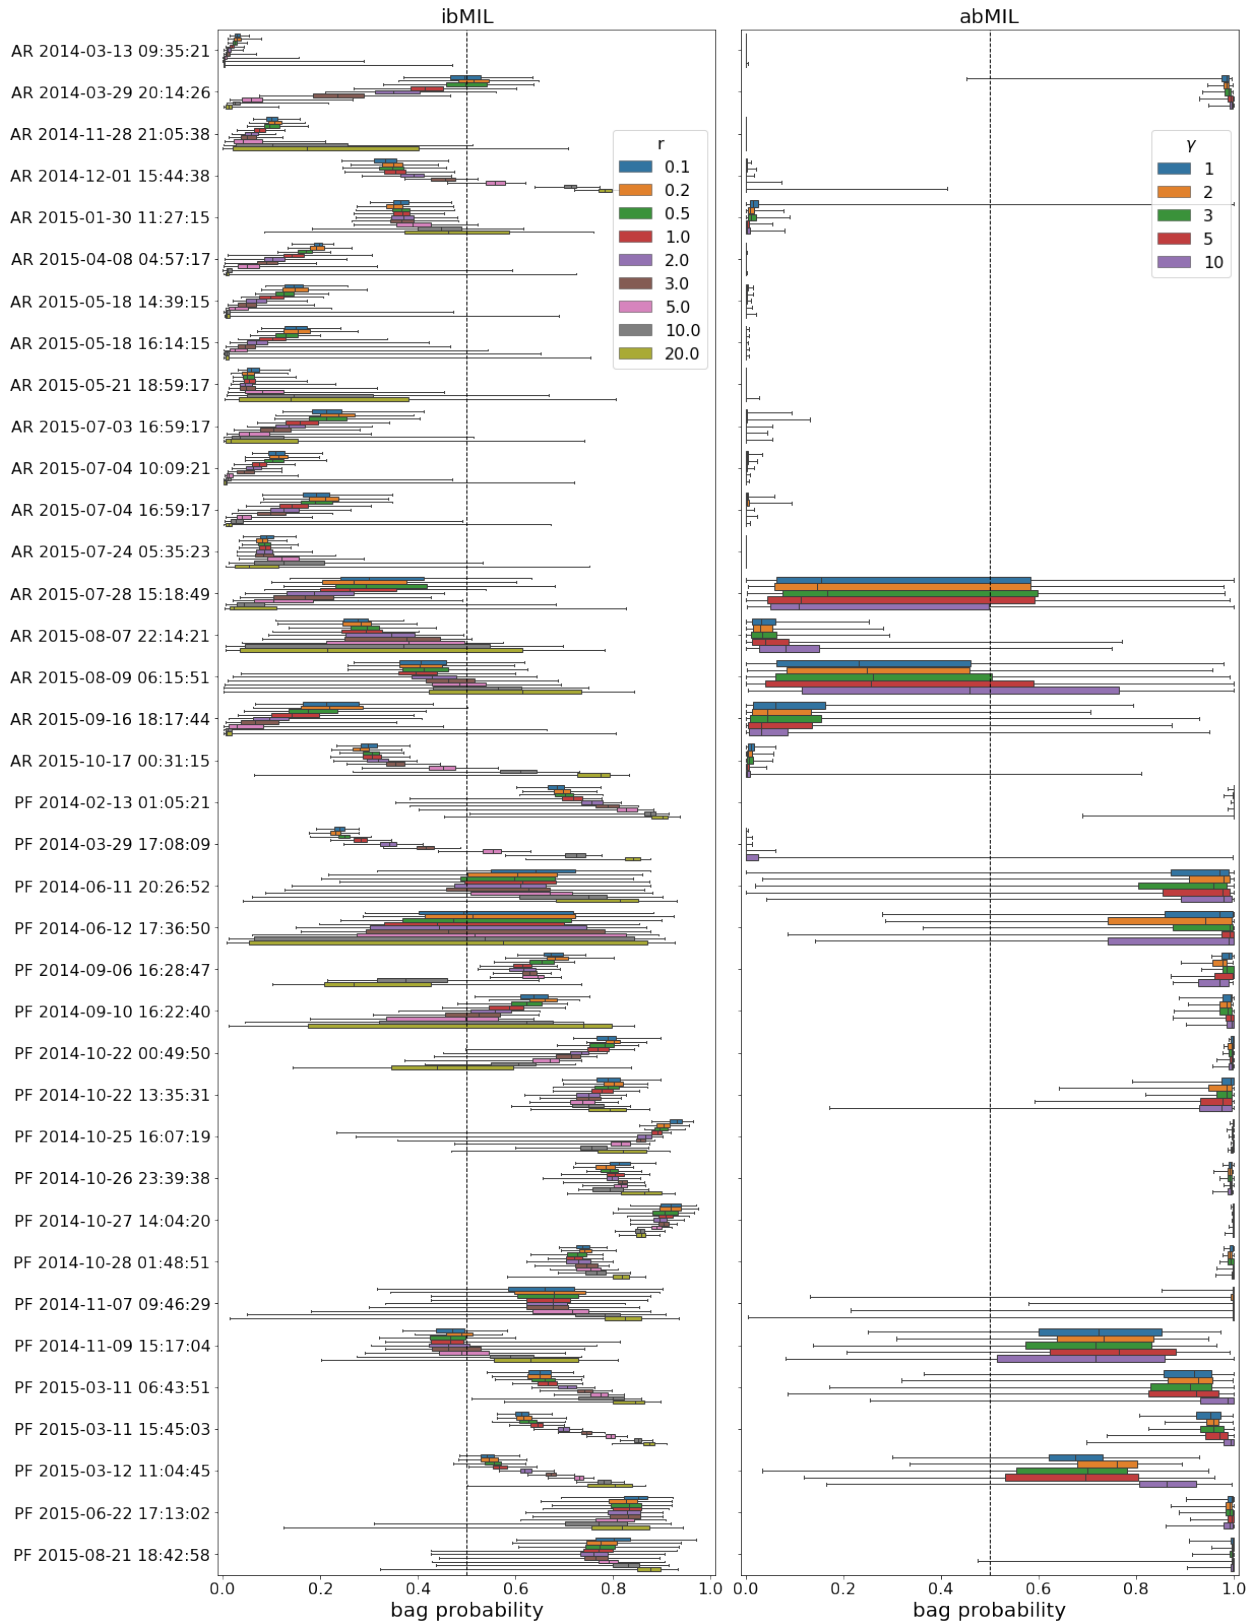 ibMIL
abMIL
AR 2014-03-13 09:35:21
AR 2014-03-29 20:14:26
AR 2014-11-28 21:05:38
AR 2014-12-01 15:44:38
AR 2015-01-30 11:27:15
AR 2015-04-08 04:57:17
AR 2015-05-18 14:39:15
AR 2015-05-18 16:14:15
AR 2015-05-21 18:59:17
AR 2015-07-03 16:59:17
AR 2015-07-04 10:09:21
AR 2015-07-04 16:59:17
AR 2015-07-24 05:35:23
AR 2015-07-28 15:18:49
AR 2015-08-07 22:14:21
AR 2015-08-09 06:15:51
AR 2015-09-16 18:17:44
AR 2015-10-17 00:31:15
PF 2014-02-13 01:05:21
PF 2014-03-29 17:08:09
PF 2014-06-11 20:26:52
PF 2014-06-12 17:36:50
PF 2014-09-06 16:28:47
PF 2014-09-10 16:22:40
PF 2014-10-22 00:49:50
PF 2014-10-22 13:35:31
PF 2014-10-25 16:07:19
PF 2014-10-26 23:39:38
PF 2014-10-27 14:04:20
PF 2014-10-28 01:48:51
PF 2014-11-07 09:46:29
PF 2014-11-09 15:17:04
PF 2015-03-11 06:43:51
PF 2015-03-11 15:45:03
PF 2015-03-12 11:04:45
PF 2015-06-22 17:13:02
PF 2015-08-21 18:42:58
r
0.1
0.2
0.5
1.0
2.0
3.0
5.0
10.0
20.0
γ
1
2
3
5
10
0.0 0.2 0.4 0.6 0.8 1.0
bag probability
0.0 0.2 0.4 0.6 0.8 1.0
bag probability